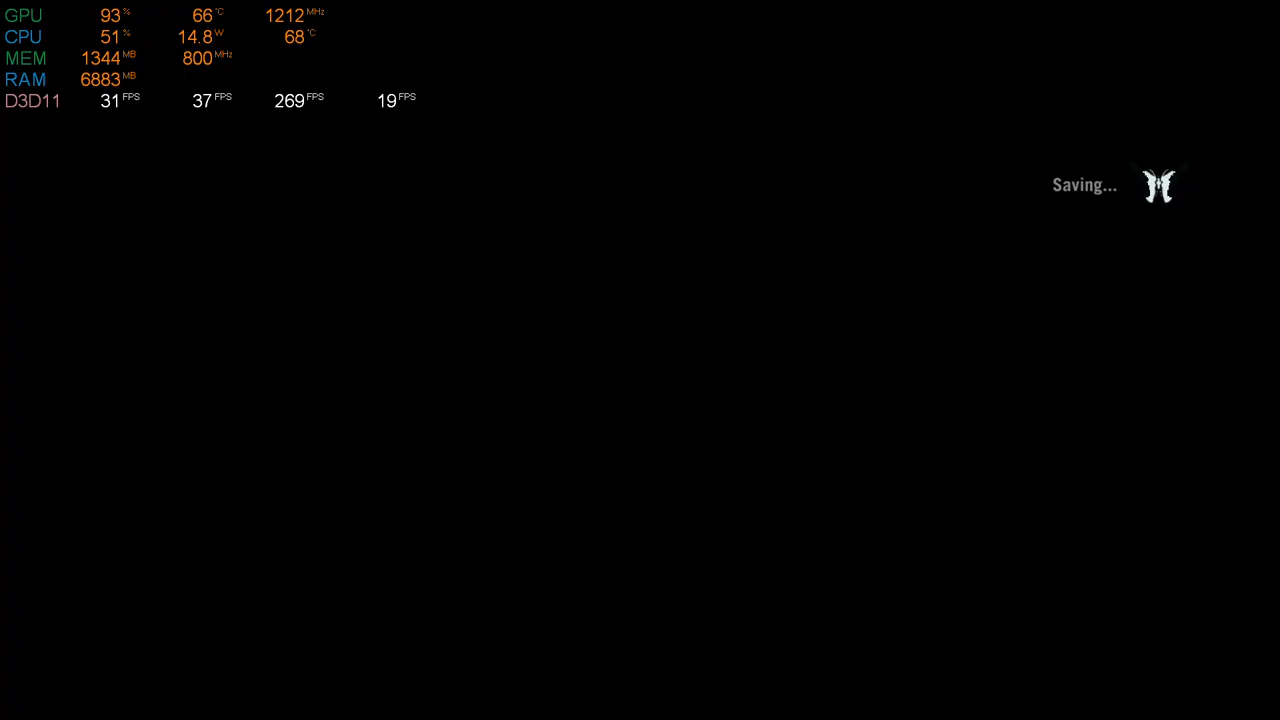 GPU 93 % 66 °C 1212 MHz
CPU 51 % 14.8 W 68 °C
MEM 1344 MB 800 MHz
RAM 6883 MB
D3D11 31 FPS 37 FPS 269 FPS 19 FPS
Saving...